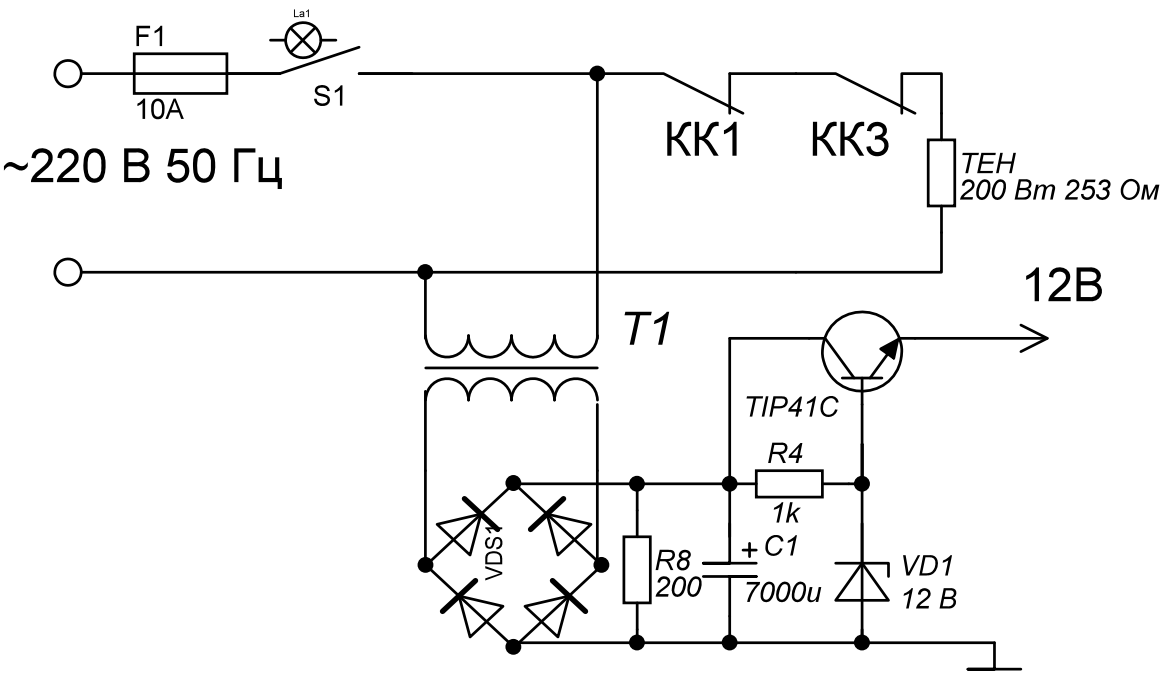 La1
F1
10A
S1
~220 В 50 Гц
КК1
КК3
ТЕН
200 Вт 253 Ом
12В
T1
TIP41C
R4
1k
VDS1
R8
200
+ C1
7000u
VD1
12 В